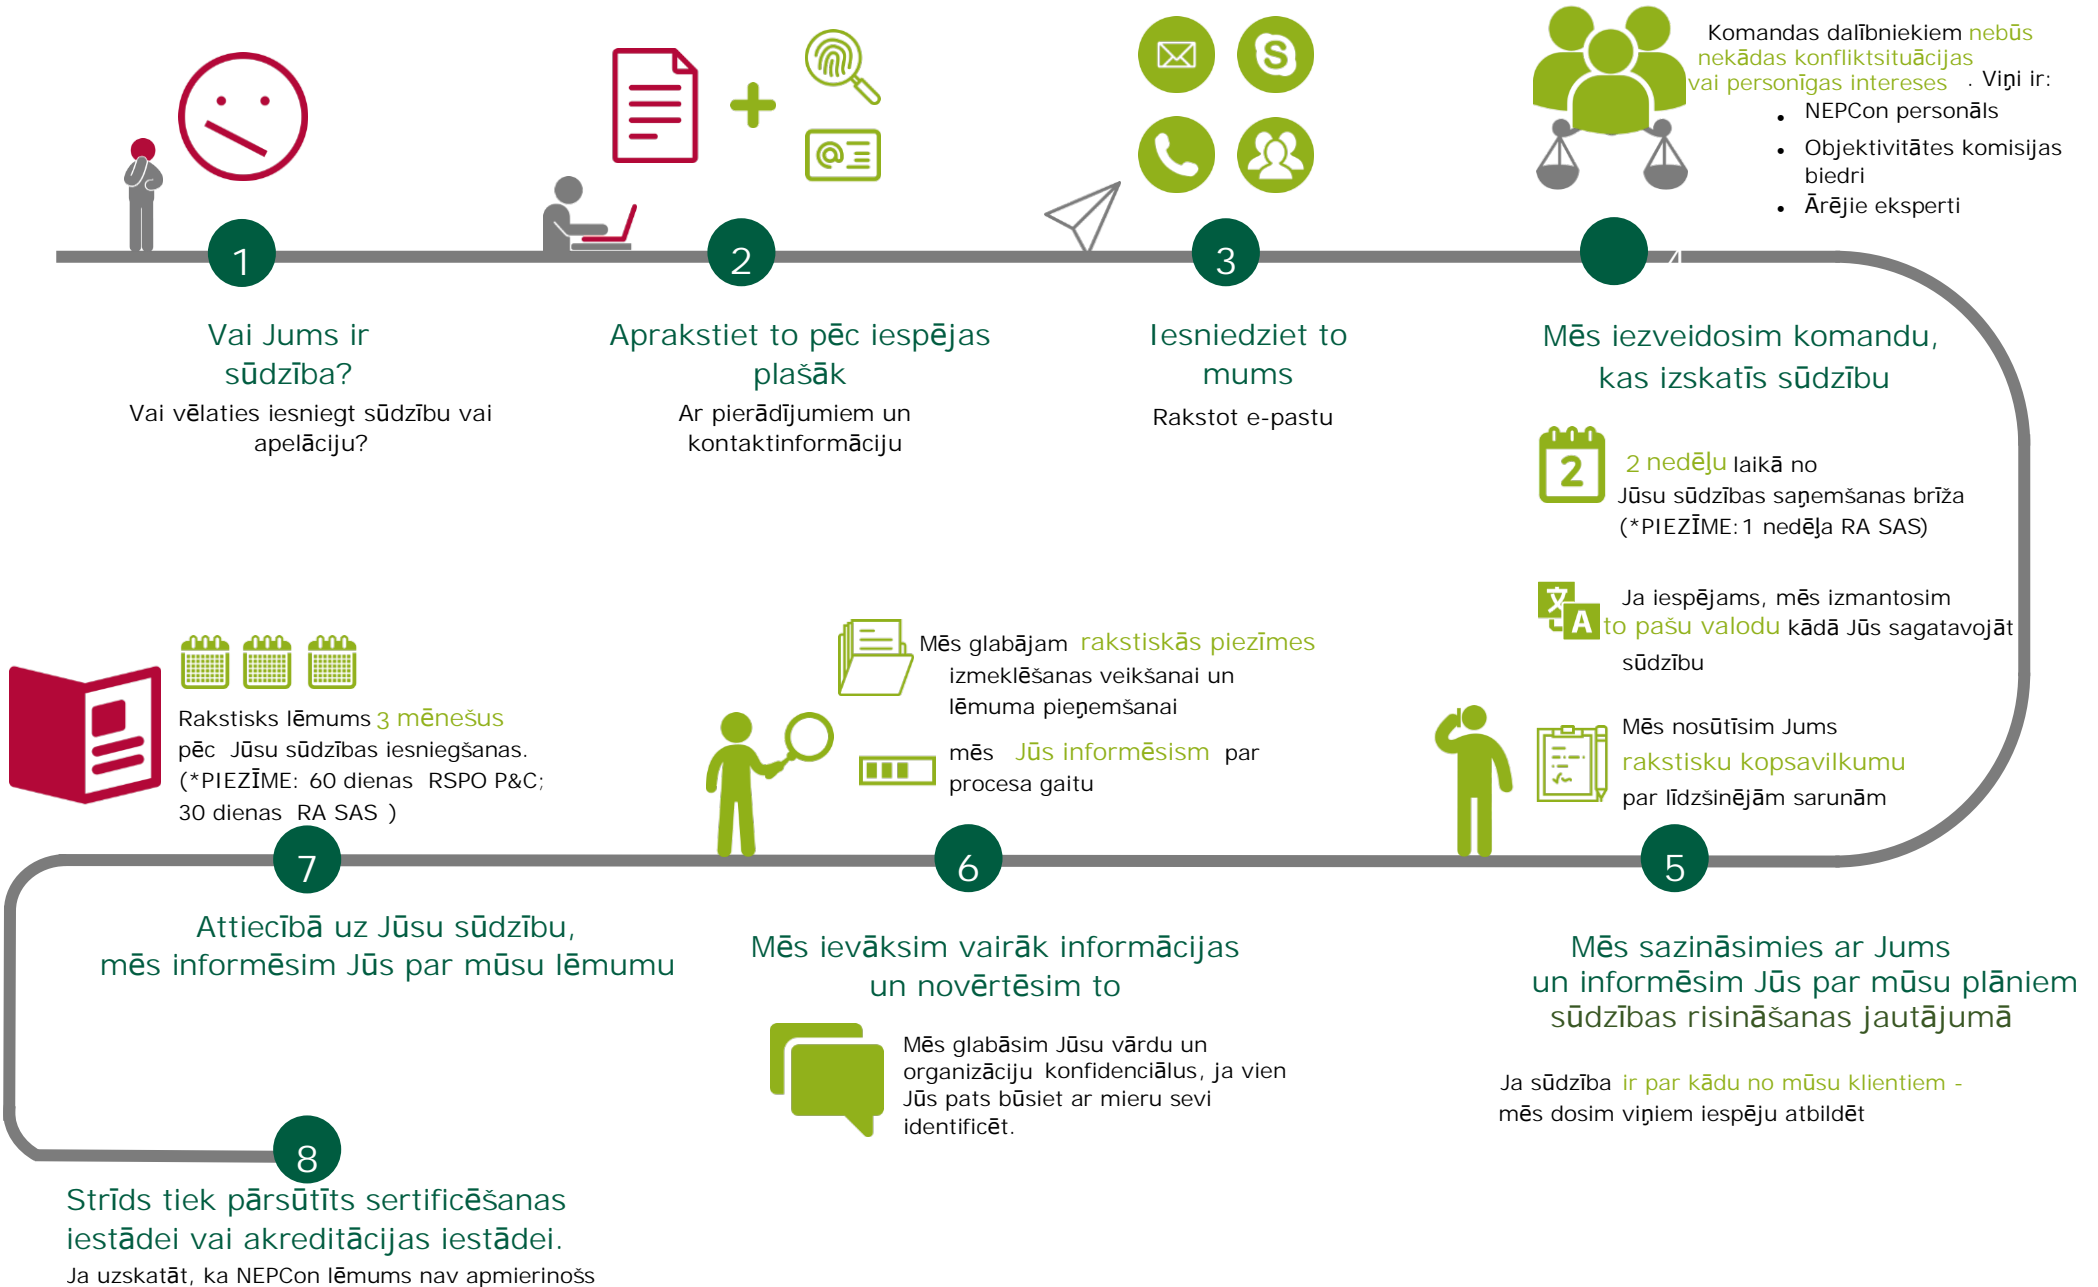 1
Vai Jums ir
sūdzība?
Vai vēlaties iesniegt sūdzību vai
apelāciju?
2
Aprakstiet to pēc iespējas
plašāk
Ar pierādījumiem un
kontaktinformāciju
3
Iesniedziet to
mums
Rakstot e-pastu
Komandas dalībniekiem nebūs
nekādas konfliktsituācijas
vai personīgas intereses . Viņi ir:
• NEPCon personāls
• Objektivitātes komisijas
biedri
• Ārējie eksperti
4
Mēs iezveidosim komandu,
kas izskatīs sūdzību
2
2 nedēļu laikā no
Jūsu sūdzības saņemšanas brīža
(*PIEZĪME:1 nedēļa RA SAS)
文
A
Ja iespējams, mēs izmantosim
to pašu valodu kādā Jūs sagatavojāt
sūdzību
Mēs nosūtīsim Jums
rakstisku kopsavilkumu
par līdzšinējām sarunām
5
Mēs sazināsimies ar Jums
un informēsim Jūs par mūsu plāniem
sūdzības risināšanas jautājumā
Ja sūdzība ir par kādu no mūsu klientiem -
mēs dosim viņiem iespēju atbildēt
Mēs glabājam rakstiskās piezīmes
izmeklēšanas veikšanai un
lēmuma pieņemšanai
mēs Jūs informēsism par
procesa gaitu
6
Mēs ievāksim vairāk informācijas
un novērtēsim to
Mēs glabāsim Jūsu vārdu un
organizāciju konfidenciālus, ja vien
Jūs pats būsiet ar mieru sevi
identificēt.
Rakstisks lēmums 3 mēnešus
pēc Jūsu sūdzības iesniegšanas.
(*PIEZĪME: 60 dienas RSPO P&C;
30 dienas RA SAS )
7
Attiecībā uz Jūsu sūdzību,
mēs informēsim Jūs par mūsu lēmumu
8
Strīds tiek pārsūtīts sertificēšanas
iestādei vai akreditācijas iestādei.
Ja uzskatāt, ka NEPCon lēmums nav apmierinošs